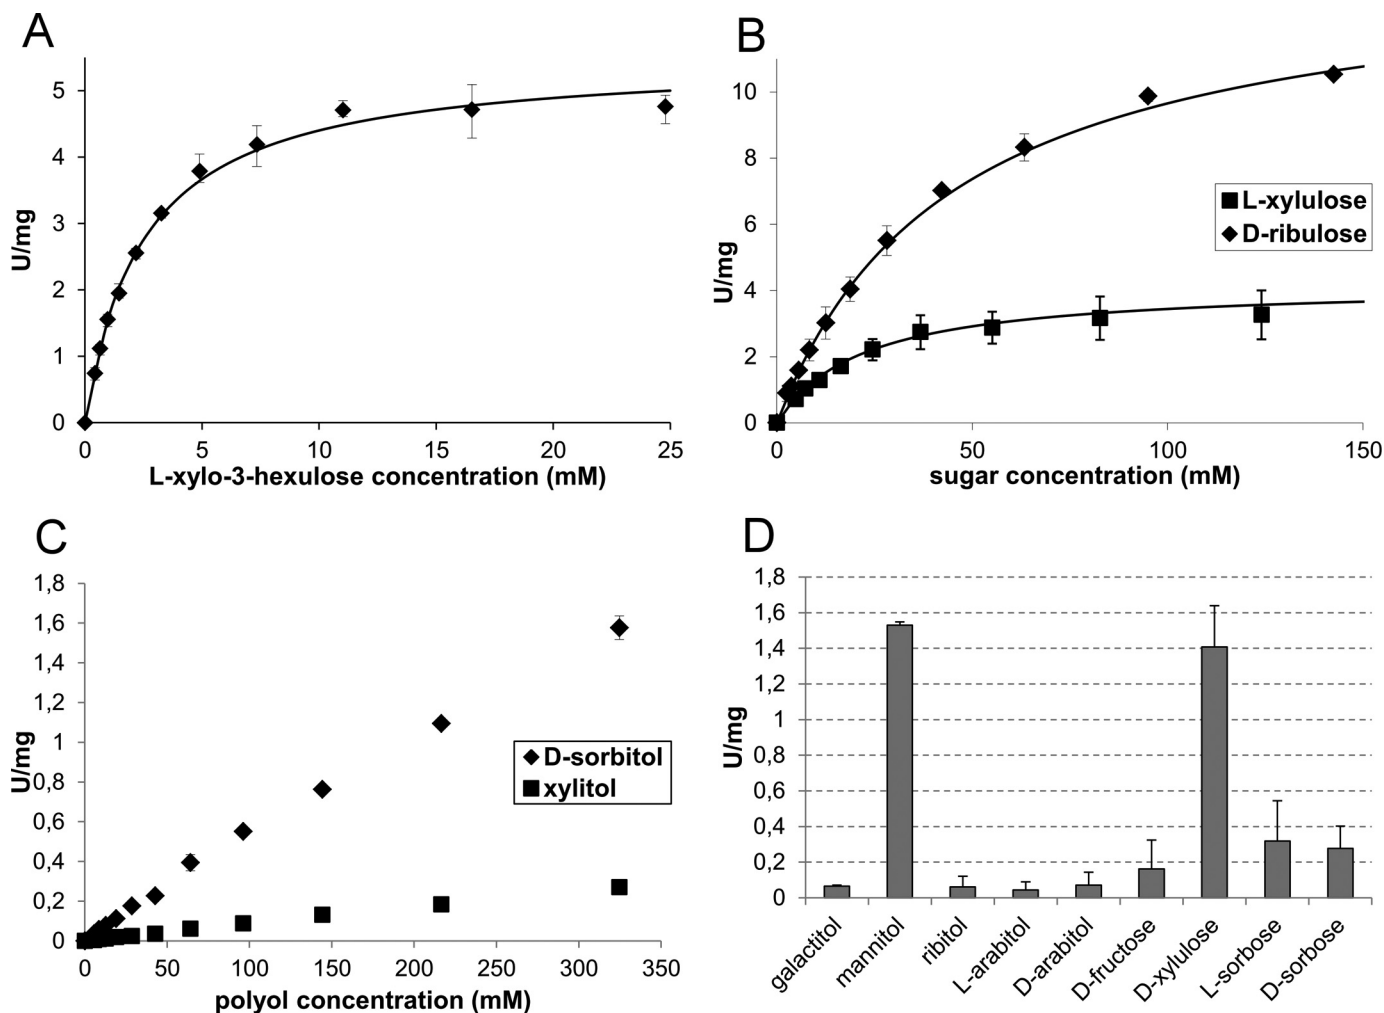 A
U/mg
5
4
3
2
1
0
0 5 10 15 20 25
L-xylo-3-hexulose concentration (mM)
B
U/mg
10
8
6
4
2
0
L-xylulose
D-ribulose
0 50 100 150
sugar concentration (mM)
C
U/mg
1,8
1,6
1,4
1,2
1
0,8
0,6
0,4
0,2
0
D-sorbitol
xylitol
0 50 100 150 200 250 300 350
polyol concentration (mM)
D
U/mg
1,8
1,6
1,4
1,2
1
0,8
0,6
0,4
0,2
0
galactitol
mannitol
ribitol
L-arabitol
D-arabitol
D-fructose
D-xylulose
L-sorbose
D-sorbose